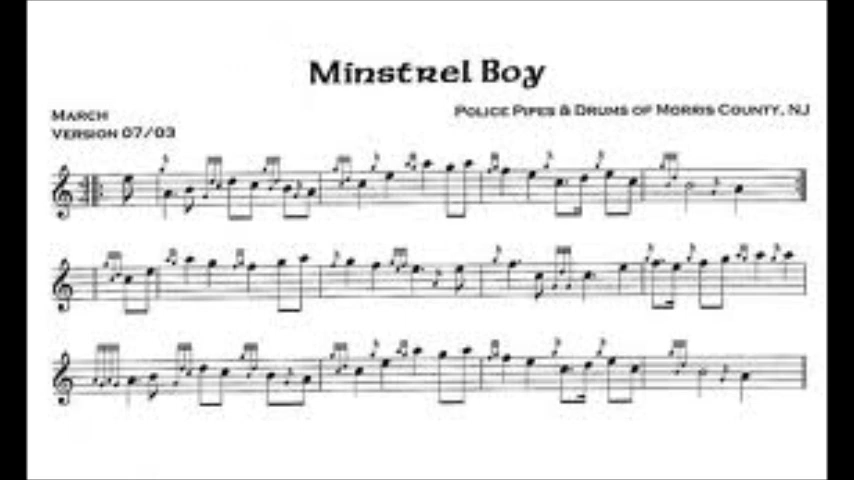 Minstrel Boy
March
Police Pipes & Drums of Morris County, NJ
Version 07/03